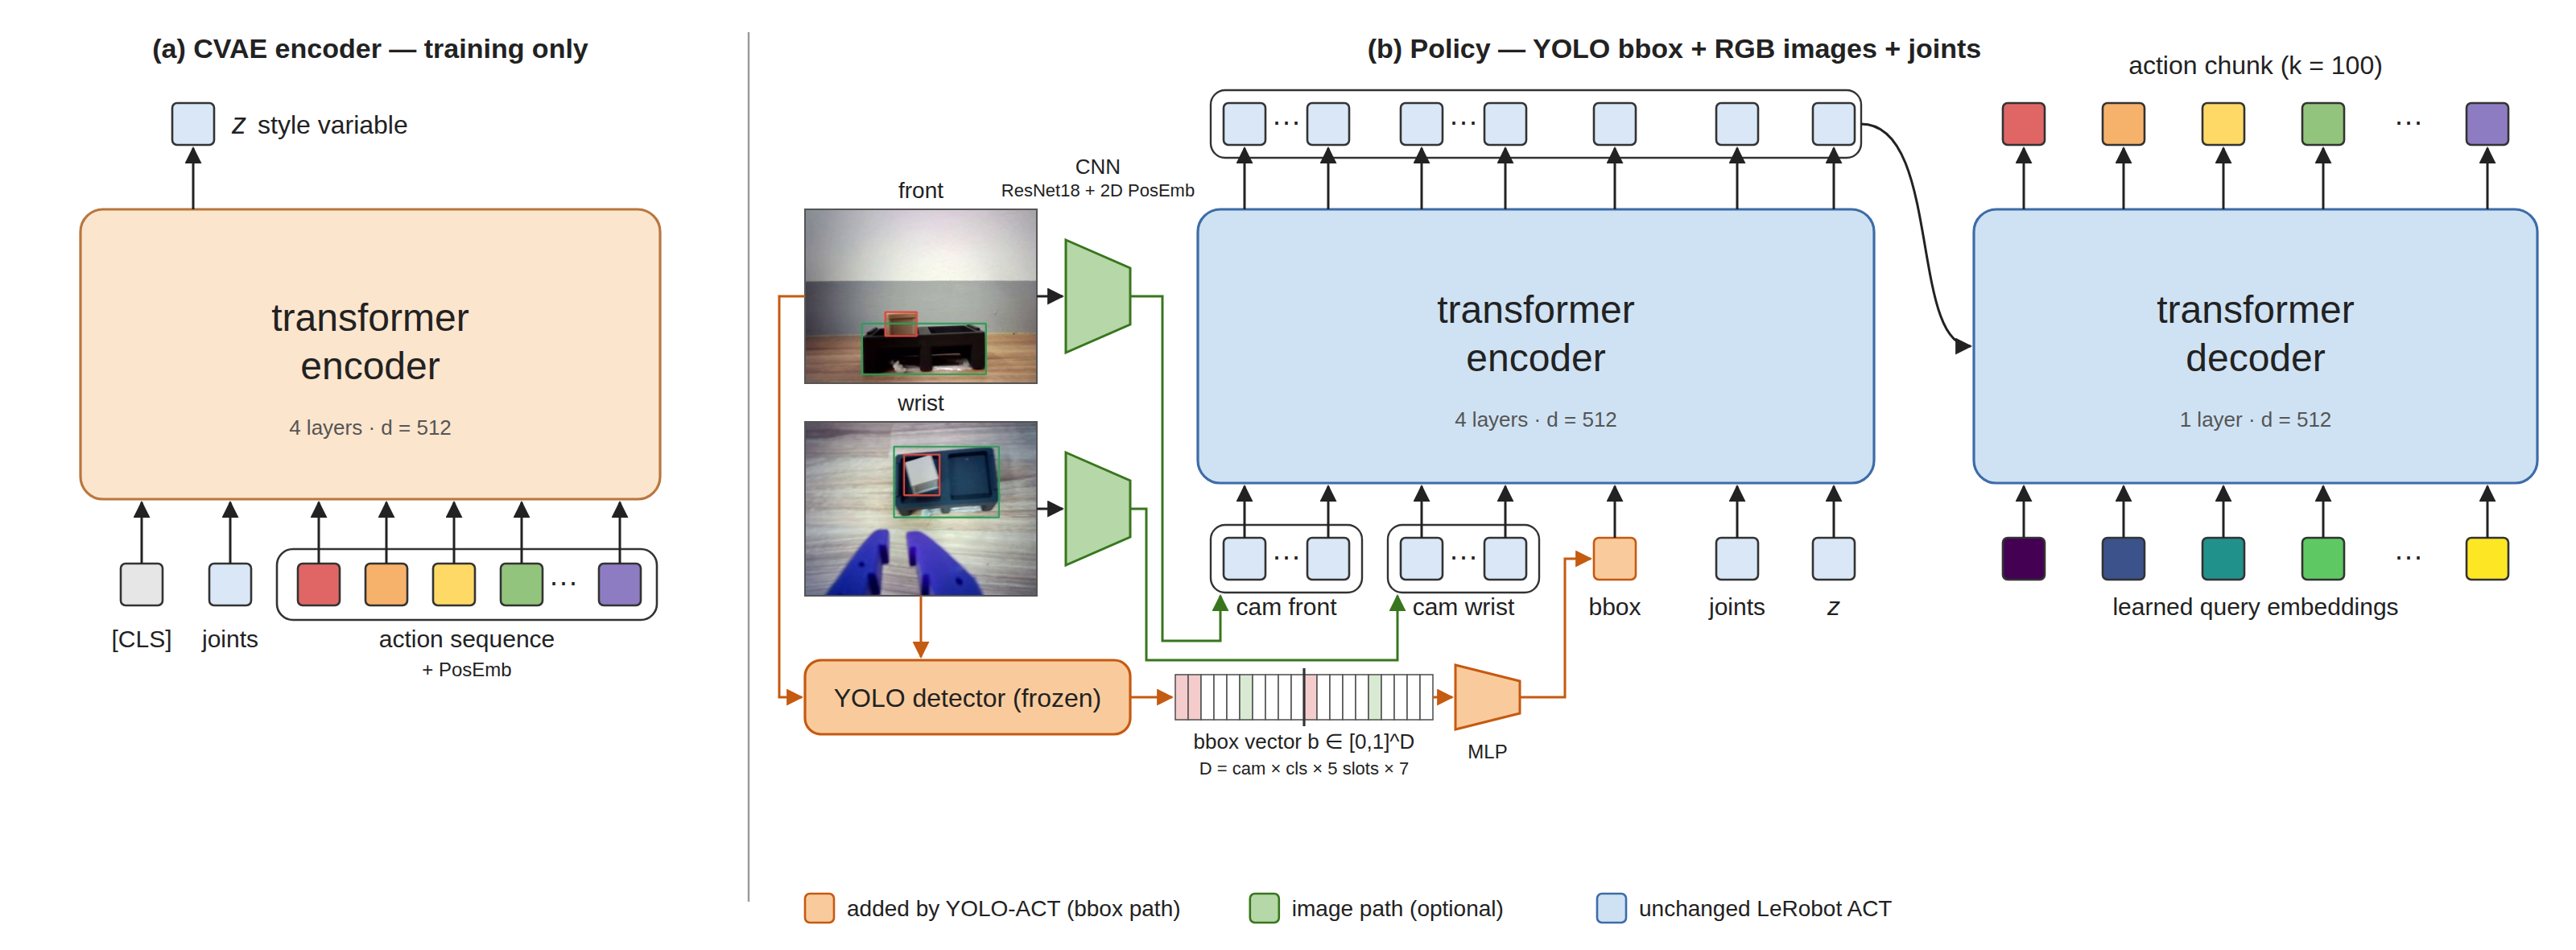 (a) CVAE encoder — training only
z style variable
transformer
encoder
4 layers · d = 512
[CLS]
joints
···
action sequence
+ PosEmb
(b) Policy — YOLO bbox + RGB images + joints
action chunk (k = 100)
··· ···
···
CNN
ResNet18 + 2D PosEmb
front
wrist
transformer
encoder
4 layers · d = 512
transformer
decoder
1 layer · d = 512
··· ···
···
cam front
cam wrist
bbox
joints
z
learned query embeddings
YOLO detector (frozen)
bbox vector b ∈ [0,1]^D
D = cam × cls × 5 slots × 7
MLP
added by YOLO-ACT (bbox path)
image path (optional)
unchanged LeRobot ACT